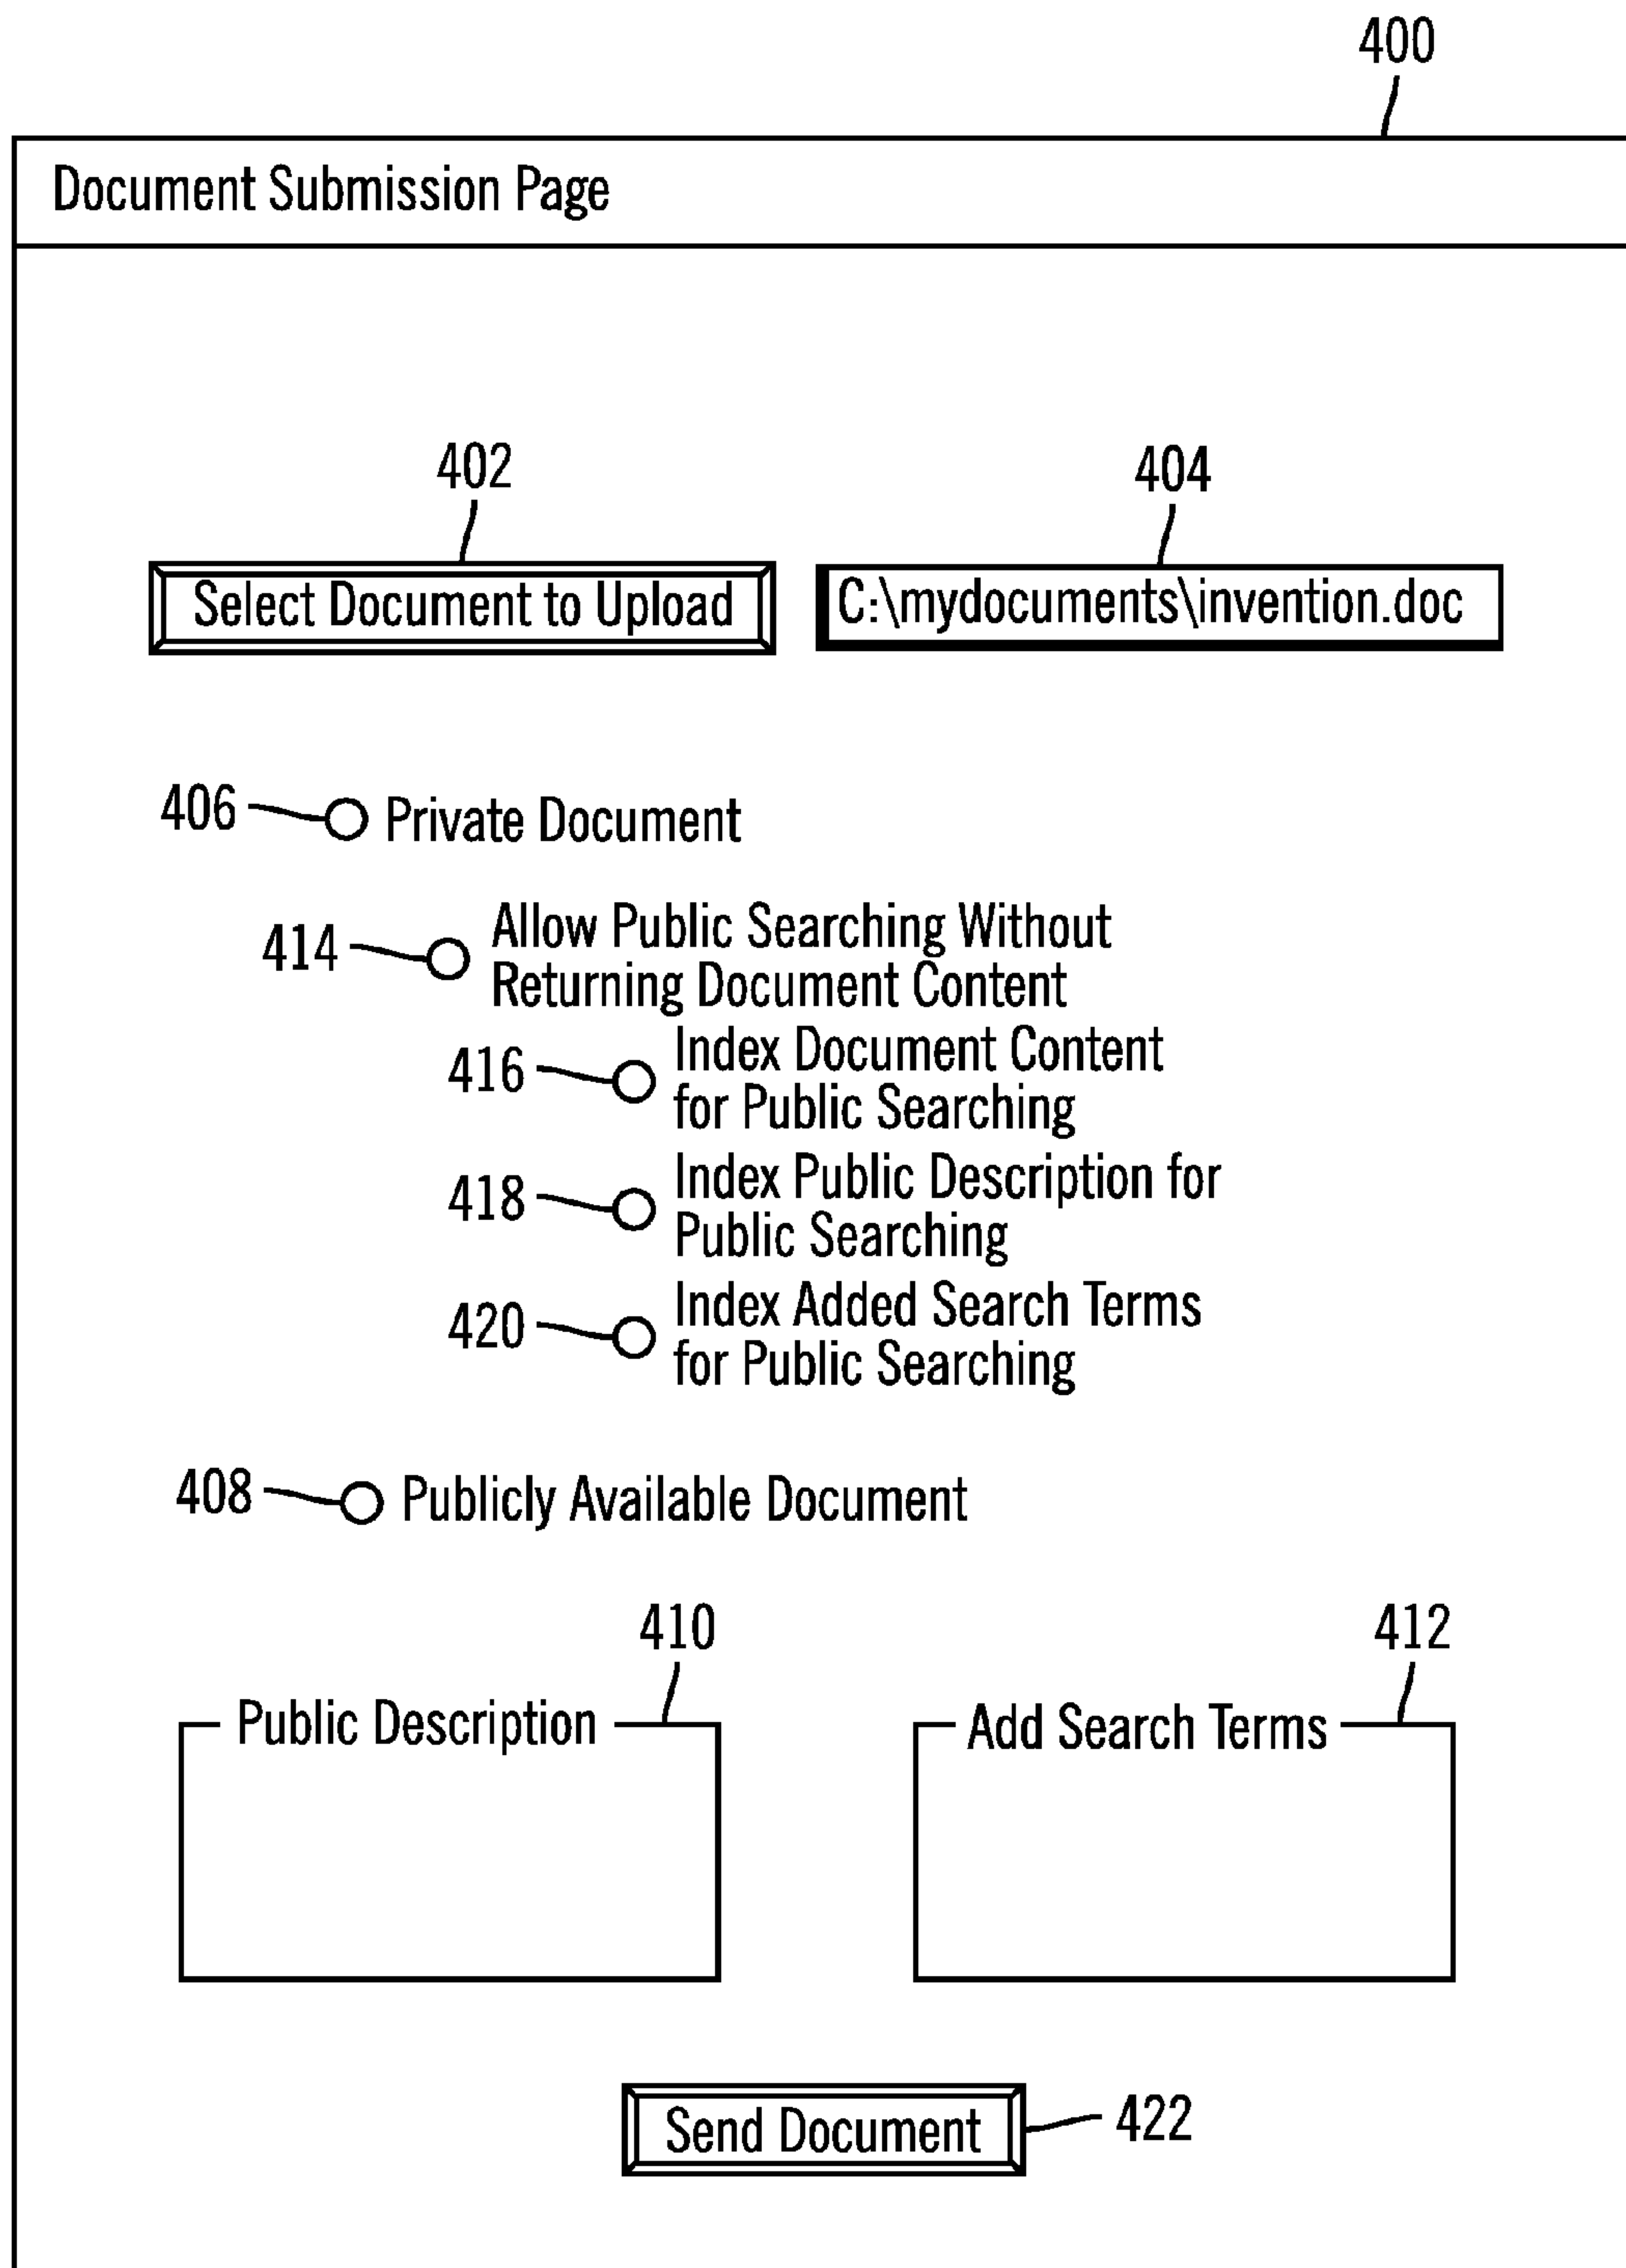 400
Document Submission Page
402
404
Select Document to Upload
C:\mydocuments\invention.doc
406
Private Document
414
Allow Public Searching Without
Returning Document Content
416
Index Document Content
for Public Searching
418
Index Public Description for
Public Searching
420
Index Added Search Terms
for Public Searching
408
Publicly Available Document
410
412
Public Description
Add Search Terms
Send Document
422